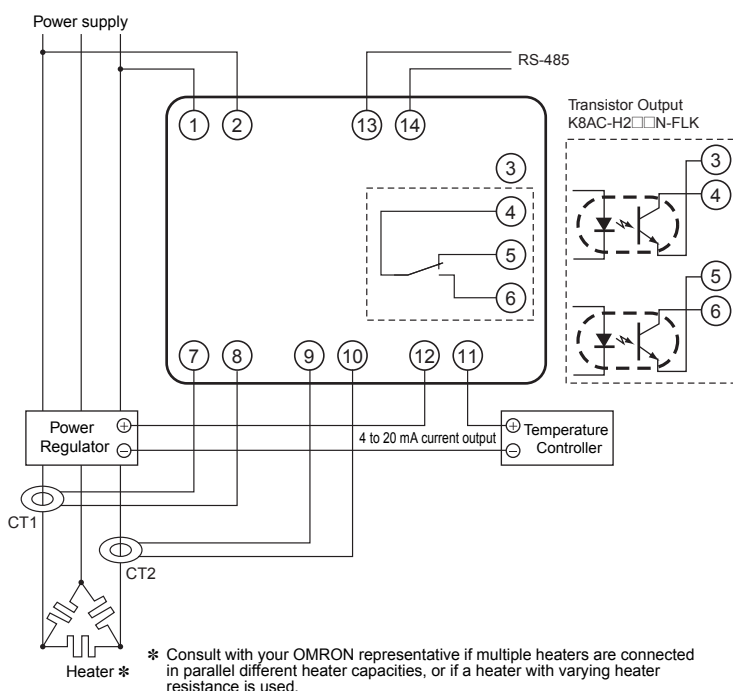 Power supply
RS-485
1 2 13 14
Transistor Output
K8AC-H2□□N-FLK
3
4
5
6
3
4
5
6
7 8 9 10 12 11
Power
Regulator
+
−
4 to 20 mA current output
+
−
Temperature
Controller
CT1
CT2
Heater ✻
✻ Consult with your OMRON representative if multiple heaters are connected
in parallel different heater capacities, or if a heater with varying heater
resistance is used.